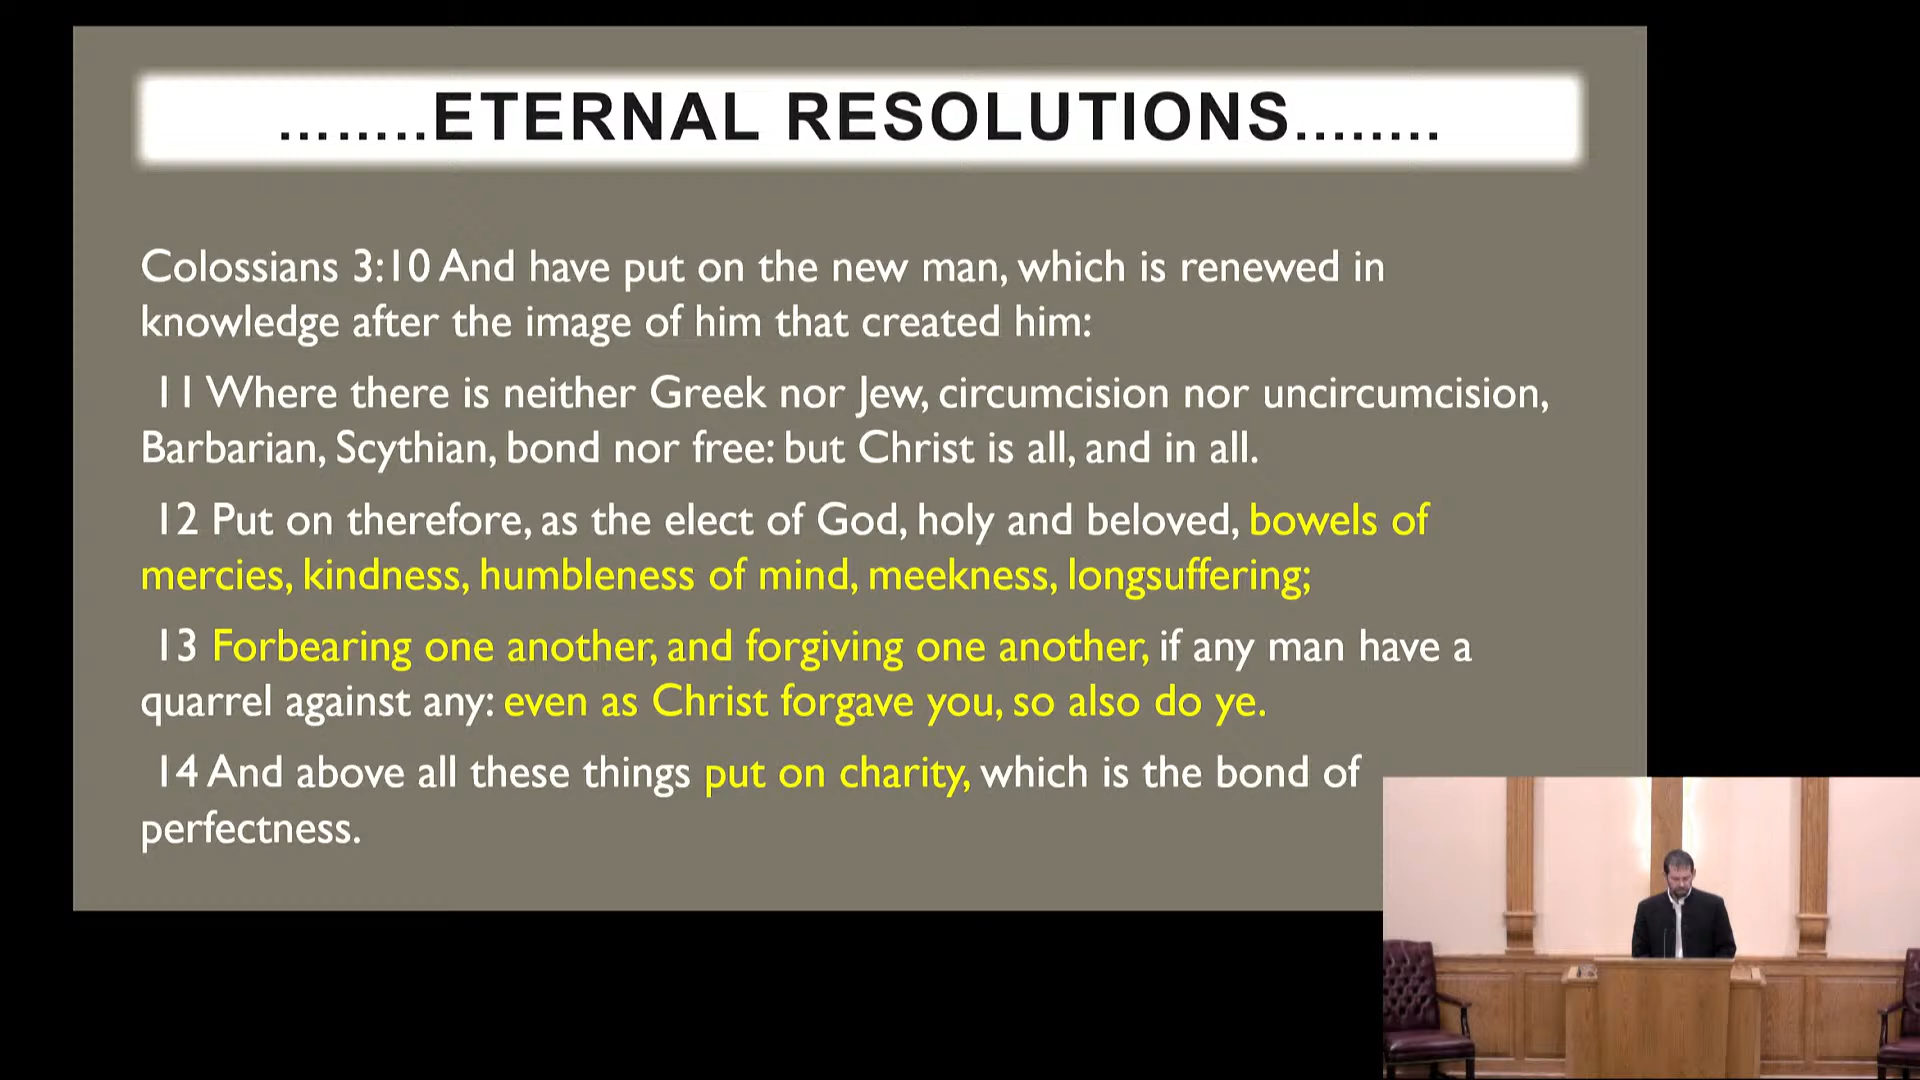 ........ETERNAL RESOLUTIONS........
Colossians 3:10 And have put on the new man, which is renewed in
knowledge after the image of him that created him:
11 Where there is neither Greek nor Jew, circumcision nor uncircumcision,
Barbarian, Scythian, bond nor free: but Christ is all, and in all.
12 Put on therefore, as the elect of God, holy and beloved, bowels of
mercies, kindness, humbleness of mind, meekness, longsuffering;
13 Forbearing one another, and forgiving one another, if any man have a
quarrel against any: even as Christ forgave you, so also do ye.
14 And above all these things put on charity, which is the bond of
perfectness.